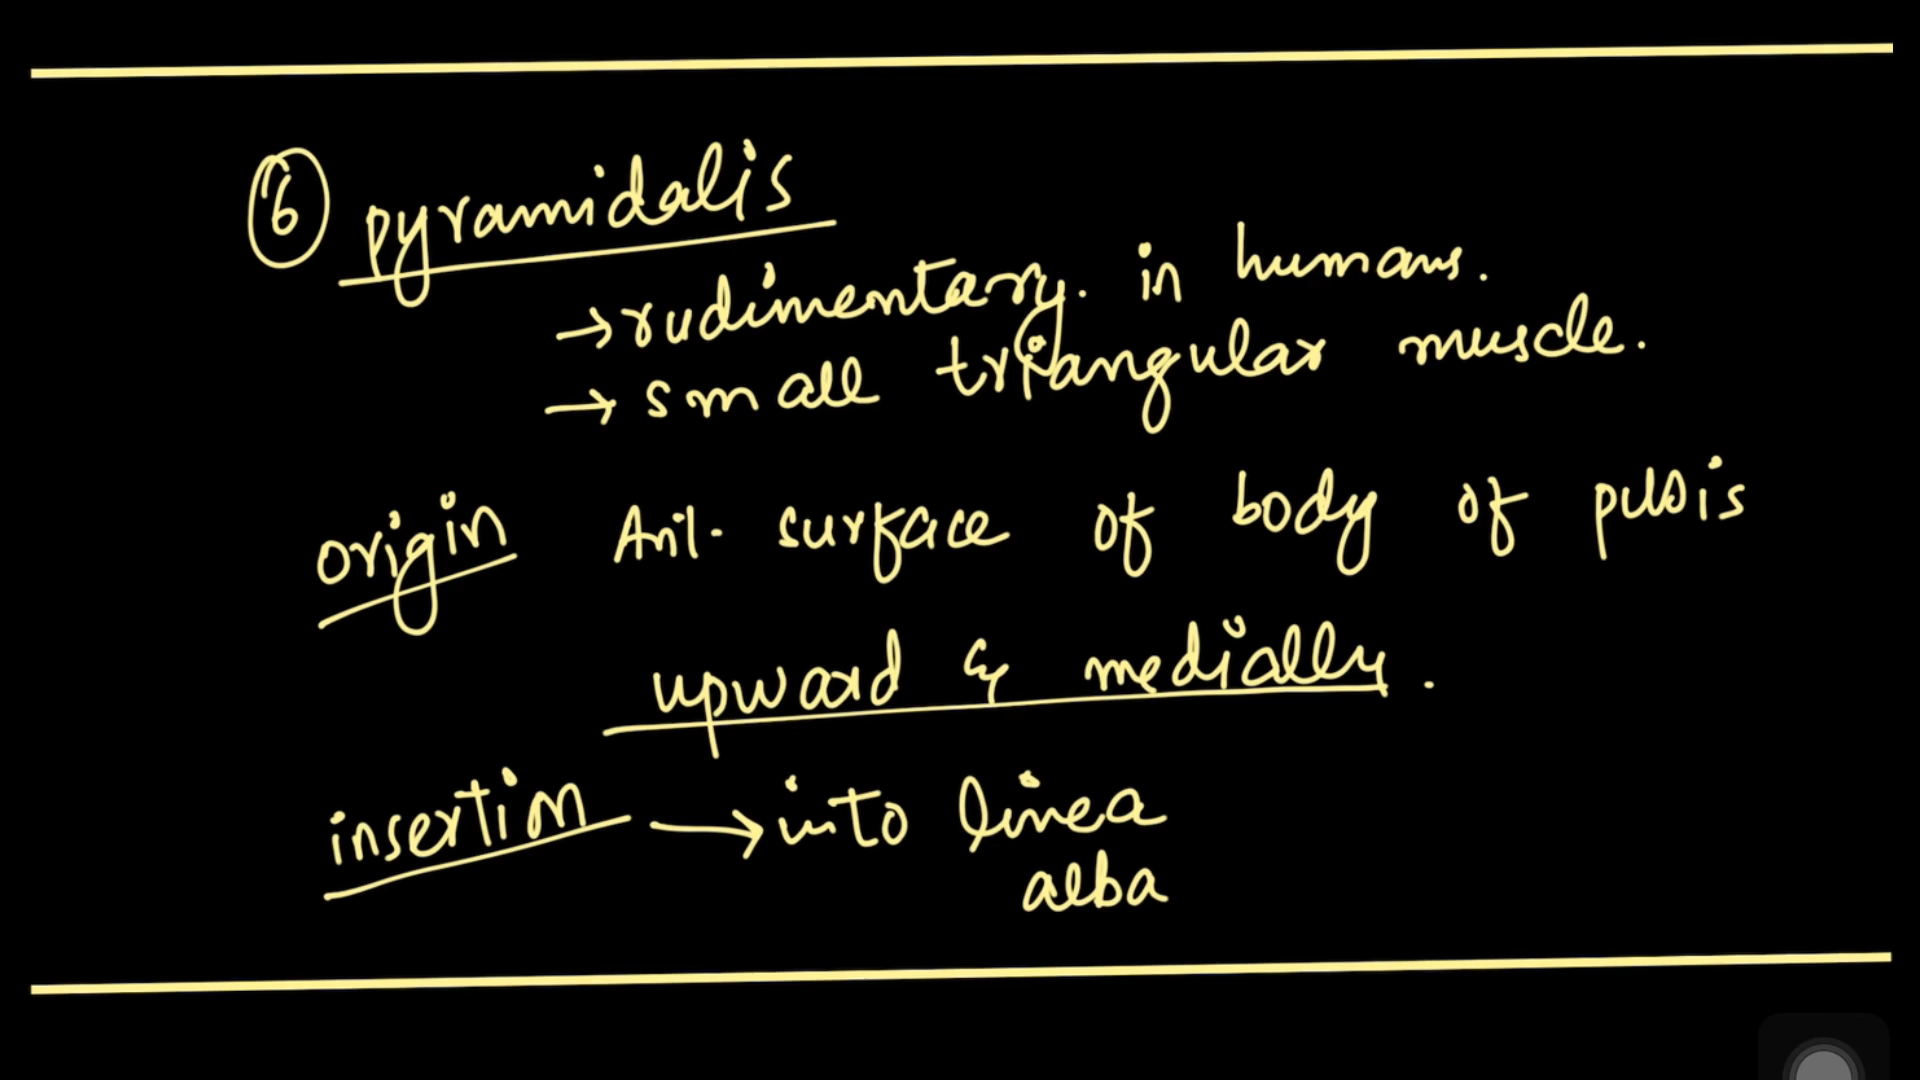 ⑥ pyramidalis
→ rudimentary. in humans.
→ small triangular muscle.
origin Ant. surface of body of pubis
upward & medially.
insertion → into linea
alba